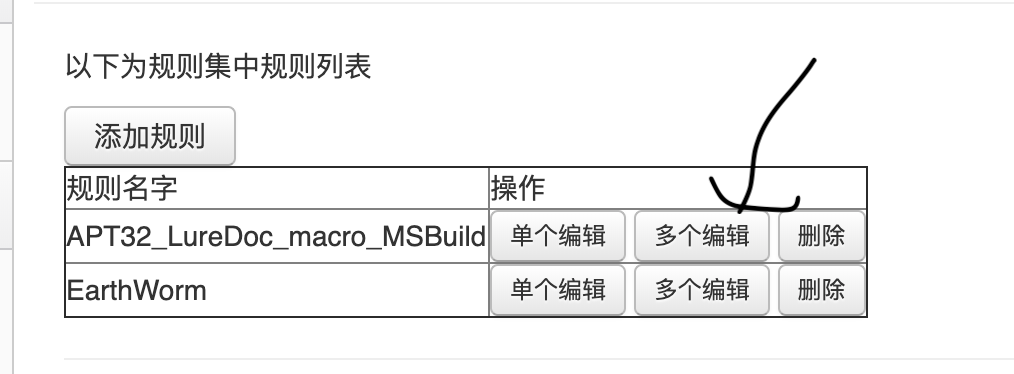 以下为规则集中规则列表
添加规则
规则名字 操作
APT32_LureDoc_macro_MSBuild 单个编辑 多个编辑 删除
EarthWorm 单个编辑 多个编辑 删除